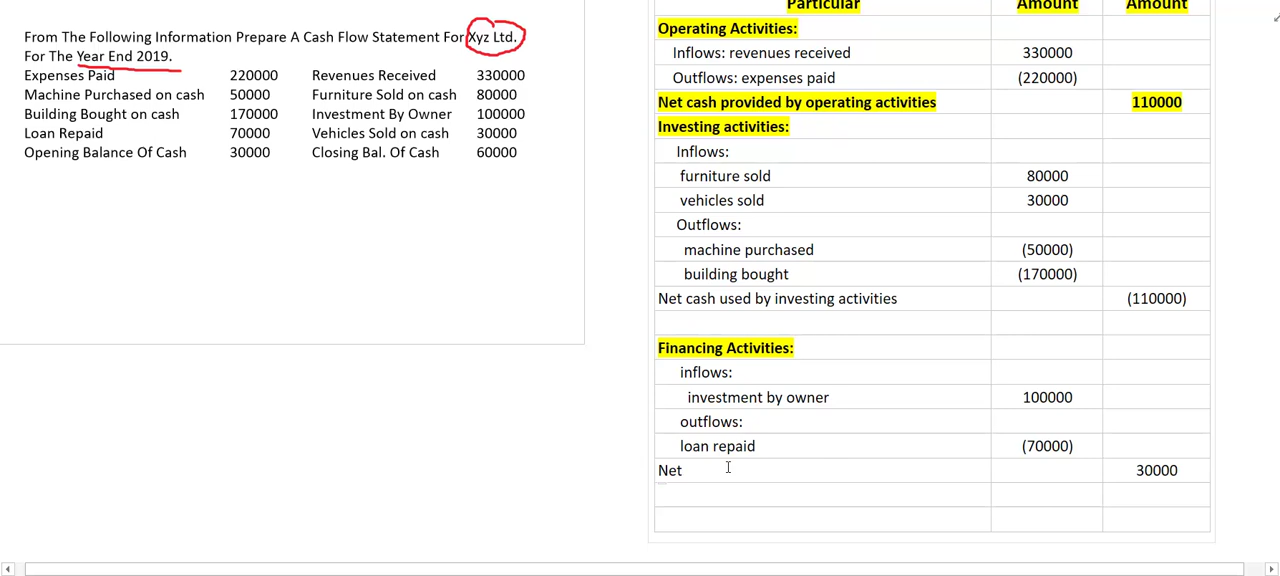 From The Following Information Prepare A Cash Flow Statement For Xyz Ltd.
For The Year End 2019.
Expenses Paid 220000 Revenues Received 330000
Machine Purchased on cash 50000 Furniture Sold on cash 80000
Building Bought on cash 170000 Investment By Owner 100000
Loan Repaid 70000 Vehicles Sold on cash 30000
Opening Balance Of Cash 30000 Closing Bal. Of Cash 60000
Particular Amount Amount
Operating Activities:
Inflows: revenues received 330000
Outflows: expenses paid (220000)
Net cash provided by operating activities 110000
Investing activities:
Inflows:
furniture sold 80000
vehicles sold 30000
Outflows:
machine purchased (50000)
building bought (170000)
Net cash used by investing activities (110000)
Financing Activities:
inflows:
investment by owner 100000
outflows:
loan repaid (70000)
Net 30000